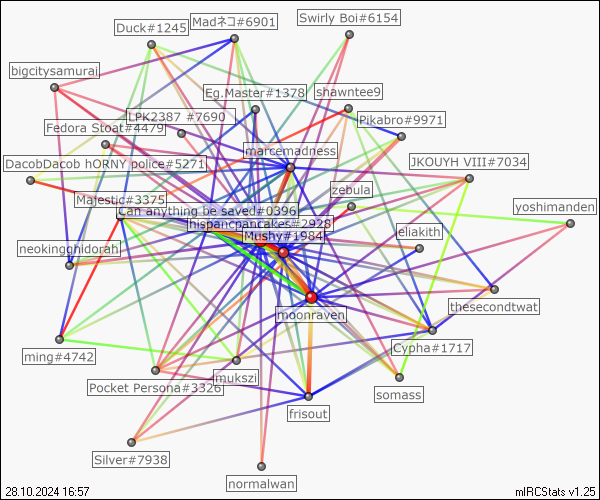 Swirly Boi#6154
Madネコ#6901
Duck#1245
bigcitysamurai
Eg.Master#1378
shawntee9
LPK2387 #7690
Pikabro#9971
Fedora Stoat#4479
marcemadness
DacobDacob hORNY police#5271
JKOUYH VIII#7034
zebula
Majestic#3375
Can anything be saved#0396
yoshimanden
hispancpancakes#2928
Mushy#1984
eliakith
neokingghidorah
thesecondtwat
moonraven
Cypha#1717
ming#4742
mukszi
Pocket Persona#3326
somass
frisout
Silver#7938
normalwan
28.10.2024 16:57
mIRCStats v1.25